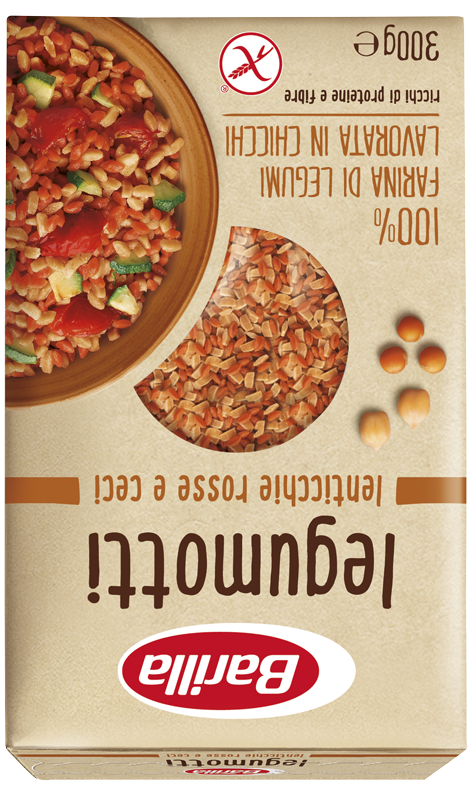 Barilla
legumotti
lenticchie rosse e ceci
Barilla
legumotti
lenticchie rosse e ceci
100%
FARINA DI LEGUMI
LAVORATA IN CHICCHI
ricchi di proteine e fibre
300g℮
®